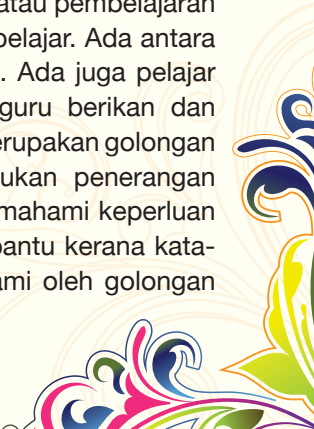 atau pembelajaran
pelajar. Ada antara
. Ada juga pelajar
guru berikan dan
erupakan golongan
ukan penerangan
mahami keperluan
bantu kerana kata-
ami oleh golongan